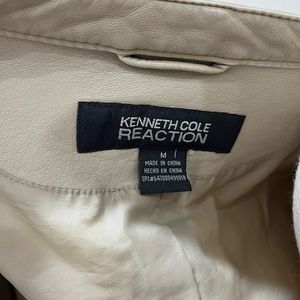 KENNETH COLE
REACTION
M
MADE IN CHINA
HECHO EN CHINA